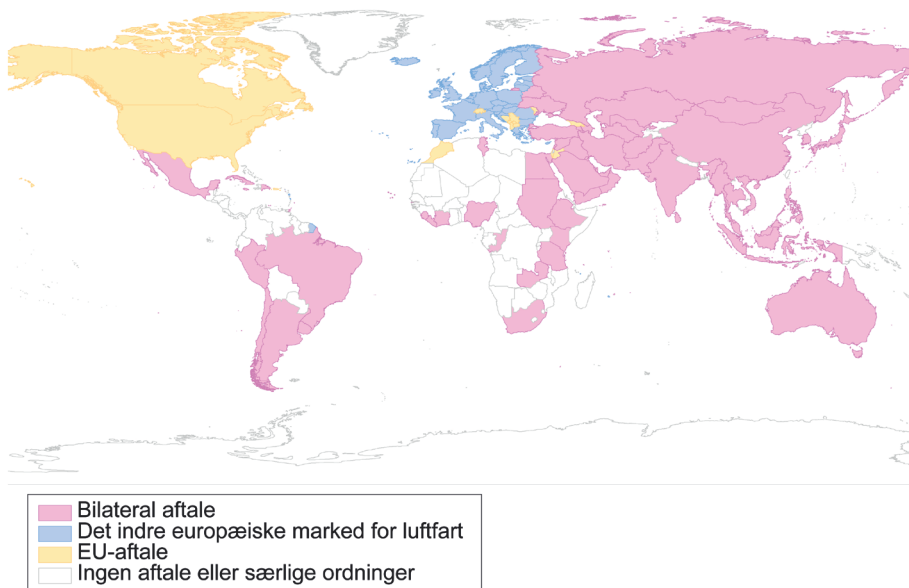 Bilateral aftale
Det indre europæiske marked for luftfart
EU-aftale
Ingen aftale eller særlige ordninger